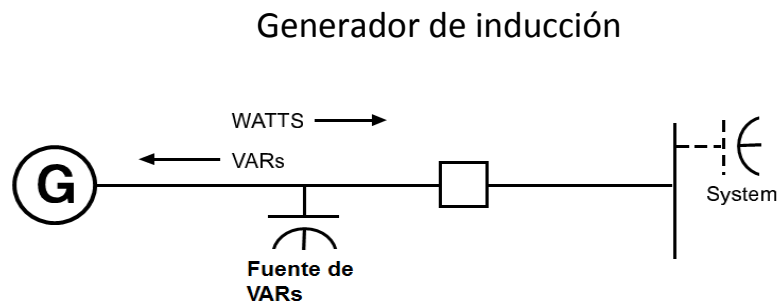 Generador de inducción
WATTS
VARs
G
System
Fuente de
VARs